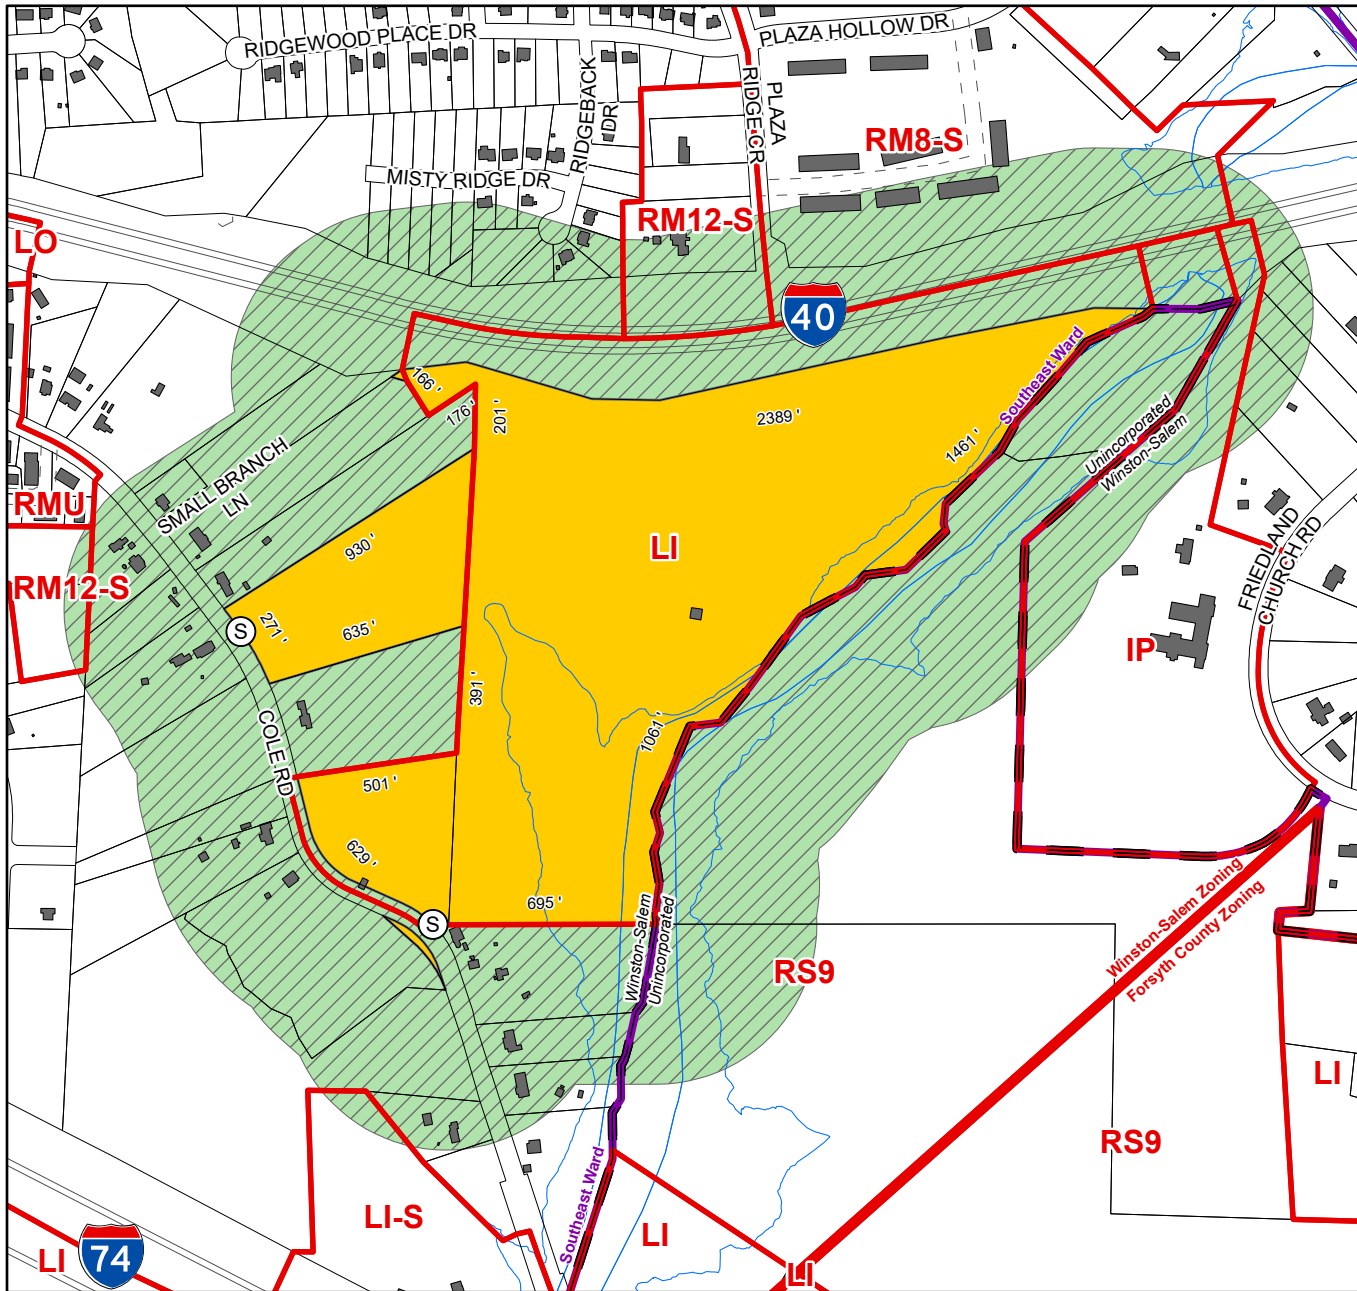 RIDGEWOOD PLACE DR
PLAZA HOLLOW DR
RIDGEBACK
DR
PLAZA
RIDGE CR
RM8-S
MISTY RIDGE DR
RM12-S
LO
40
166 '
176 '
201 '
2389 '
Southeast Ward
1461 '
Unincorporated
Winston-Salem
SMALL BRANCH
LN
RMU
930 '
LI
FRIEDLAND
CHURCH RD
RM12-S
S
271 '
635 '
IP
391 '
COLE RD
1061 '
501 '
629 '
695 '
S
Winston-Salem
Unincorporated
RS9
Winston-Salem Zoning
Forsyth County Zoning
LI
RS9
Southeast Ward
LI-S
LI
LI
74
LI